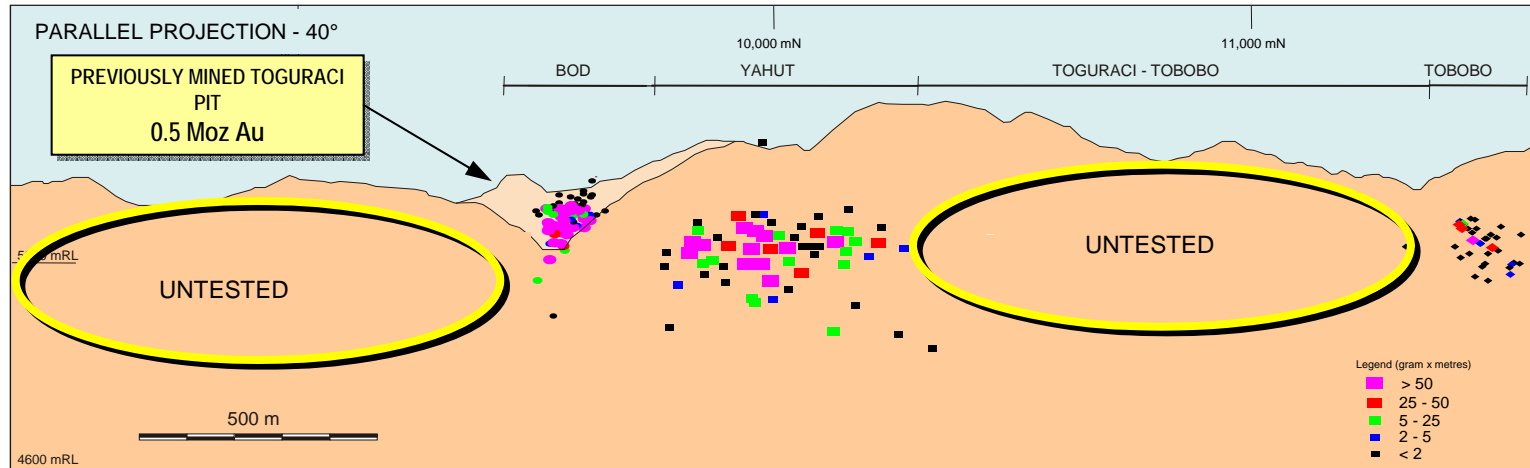 PARALLEL PROJECTION - 40°
PREVIOUSLY MINED TOGURACI
PIT
0.5 Moz Au
10,000 mN
11,000 mN
BOD
YAHUT
TOGURACI - TOBOBO
TOBOBO
UNTESTED
UNTESTED
mRL
500 m
4600 mRL
Legend (gram x metres)
> 50
25 - 50
5 - 25
2 - 5
< 2